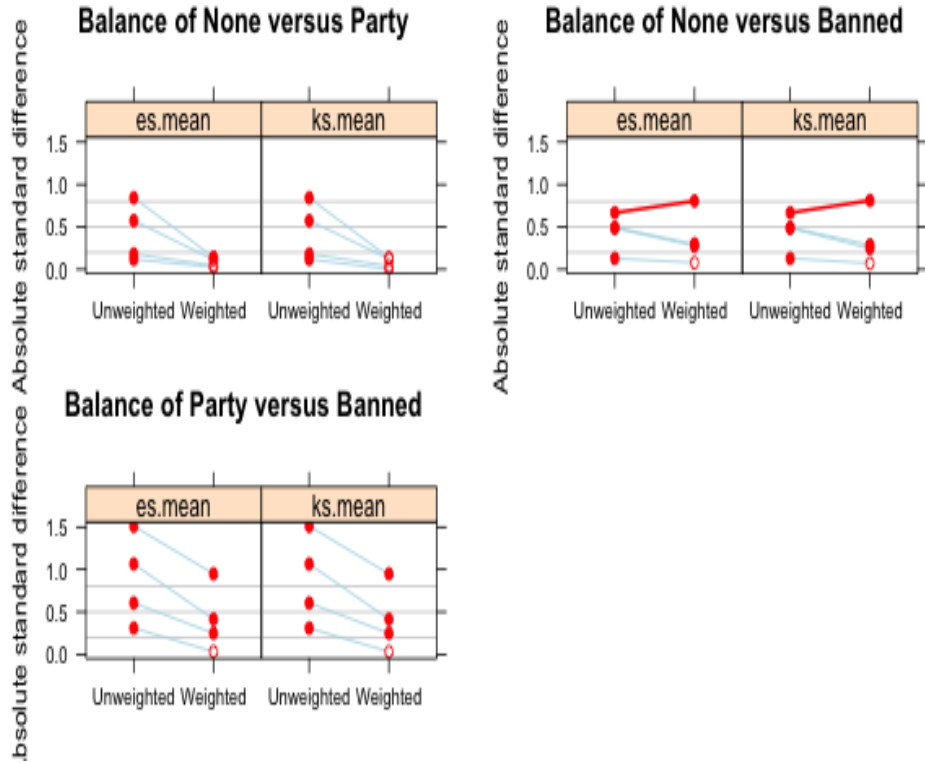 Balance of None versus Party
Absolute standard difference
es.mean
ks.mean
1.5
1.0
0.5
0.0
Unweighted Weighted
Unweighted Weighted
Balance of None versus Banned
Absolute standard difference
es.mean
ks.mean
1.5
1.0
0.5
0.0
Unweighted Weighted
Unweighted Weighted
Balance of Party versus Banned
bsolute standard difference
es.mean
ks.mean
1.5
1.0
0.5
0.0
Unweighted Weighted
Unweighted Weighted